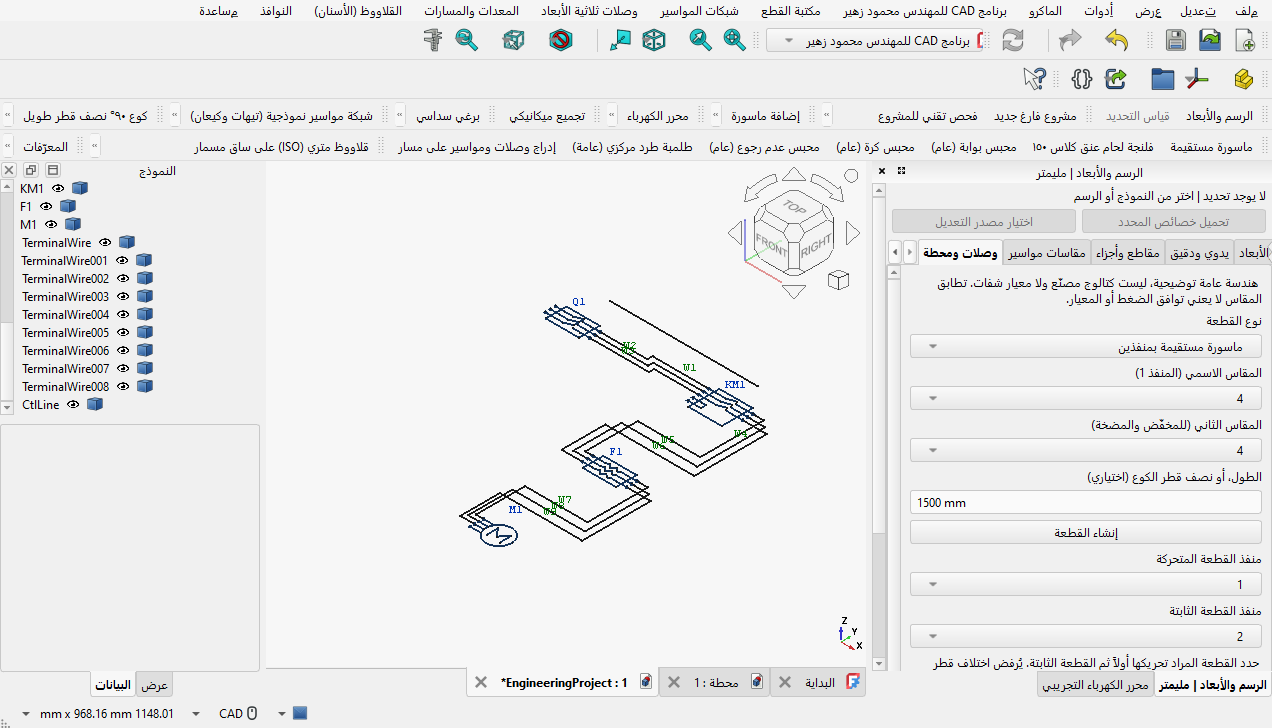 ملف تعديل عرض أدوات الماكرو برنامج CAD للمهندس محمود زهير مكتبة القطع شبكات المواسير وصلات ثلاثية الأبعاد المعدات والمسارات القلاووظ (الأسنان) النوافذ مساعدة
برنامج CAD للمهندس محمود زهير
الرسم والأبعاد قياس التحديد مشروع فارغ جديد فحص تقني للمشروع » إضافة ماسورة » محرر الكهرباء » تجميع ميكانيكي برغي سداسي » شبكة مواسير نموذجية (تيهات وكيعان) » كوع ٩٠° نصف قطر طويل »
ماسورة مستقيمة فلنجة لحام عنق كلاس ١٥٠ محبس بوابة (عام) محبس كرة (عام) محبس عدم رجوع (عام) طلمبة طرد مركزي (عامة) إدراج وصلات ومواسير على مسار قلاووظ متري (ISO) على ساق مسمار » المعرّفات »
الرسم والأبعاد | مليمتر
لا يوجد تحديد | اختر من النموذج أو الرسم
تحميل خصائص المحدد
اختيار مصدر التعديل
الأبعاد
يدوي ودقيق
مقاطع وأجزاء
مقاسات مواسير
وصلات ومحطة
هندسة عامة توضيحية، ليست كتالوج مصنّع ولا معيار شفات. تطابق
المقاس لا يعني توافق الضغط أو المعيار.
نوع القطعة
ماسورة مستقيمة بمنفذين
المقاس الاسمي (المنفذ 1)
4
المقاس الثاني (للمخفّض والمضخة)
4
الطول، أو نصف قطر الكوع (اختياري)
1500 mm
إنشاء القطعة
منفذ القطعة المتحركة
1
منفذ القطعة الثابتة
2
حدد القطعة المراد تحريكها أولاً ثم القطعة الثابتة. يُرفض اختلاف قطر
الرسم والأبعاد | مليمتر
محرر الكهرباء التجريبي
TOP
FRONT
RIGHT
Q1
W2
W1
KM1
W4
W5
W6
F1
W7
M1
Z
Y
X
النموذج
KM1
F1
M1
TerminalWire
TerminalWire001
TerminalWire002
TerminalWire003
TerminalWire004
TerminalWire005
TerminalWire006
TerminalWire007
TerminalWire008
CtlLine
عرض
البيانات
البداية
محطة : 1
EngineeringProject : 1*
CAD
1148.01 mm x 968.16 mm